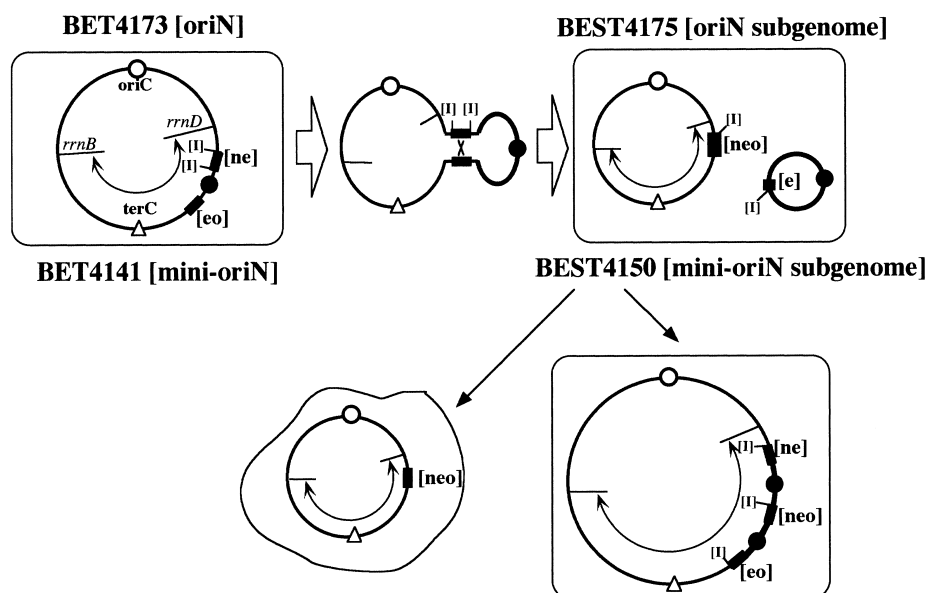 BET4173 [oriN]
BEST4175 [oriN subgenome]
oriC
rrnB
rrnD
[I]
[I]
[ne]
terC
[eo]
[I] [I]
[I]
[neo]
[e]
[I]
BET4141 [mini-oriN]
BEST4150 [mini-oriN subgenome]
[neo]
[I]
[ne]
[I]
[neo]
[I]
[eo]